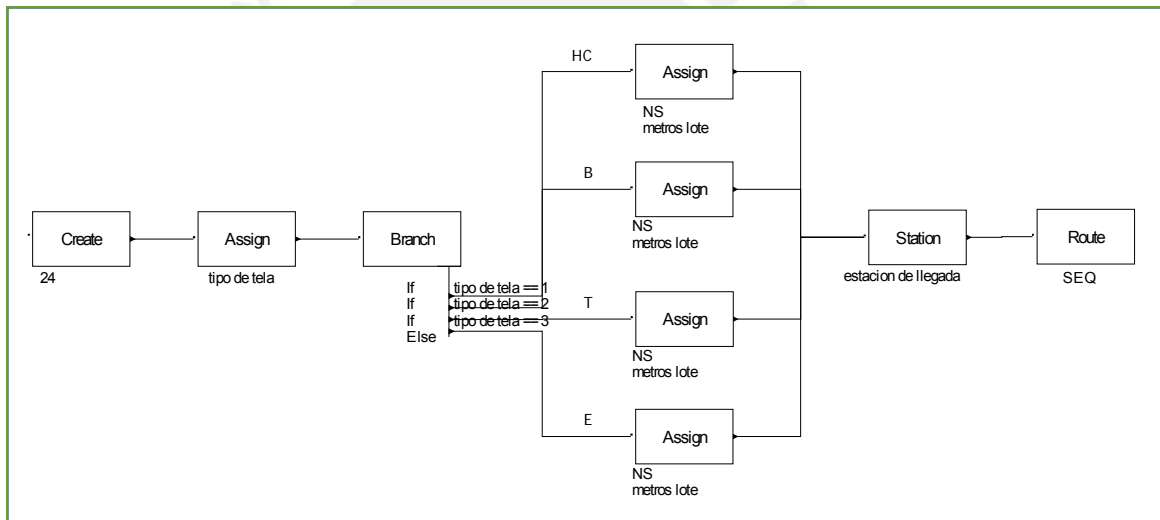 Create
24
Assign
tipo de tela
Branch
If tipo de tela == 1
If tipo de tela == 2
If tipo de tela == 3
Else
HC
Assign
NS
metros lote
B
Assign
NS
metros lote
T
Assign
NS
metros lote
E
Assign
NS
metros lote
Station
estacion de llegada
Route
SEQ